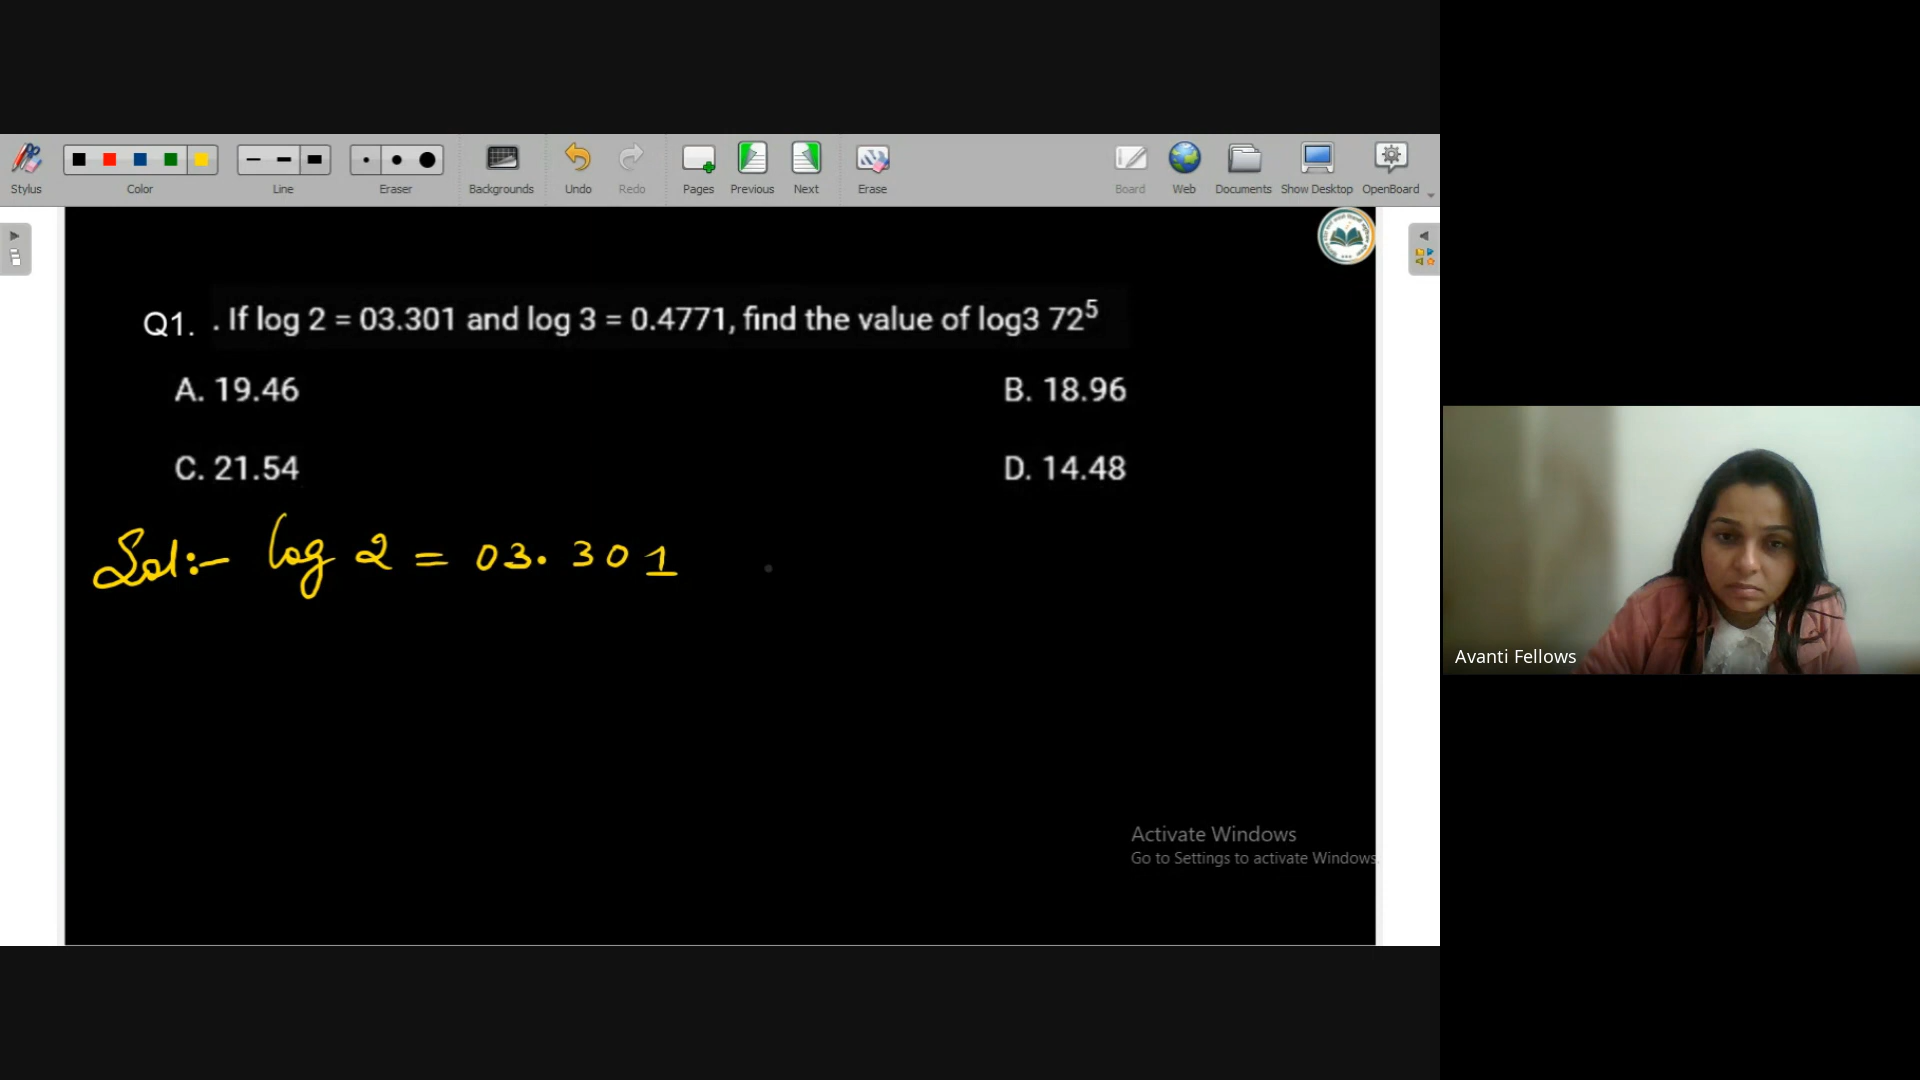 Stylus Color Line Eraser Backgrounds Undo Redo Pages Previous Next Erase Board Web Documents Show Desktop OpenBoard
Q1. . If log 2 = 03.301 and log 3 = 0.4771, find the value of log3 72⁵
A. 19.46 B. 18.96
C. 21.54 D. 14.48
Sol:- log 2 = 03.301
Avanti Fellows
Activate Windows
Go to Settings to activate Windows.